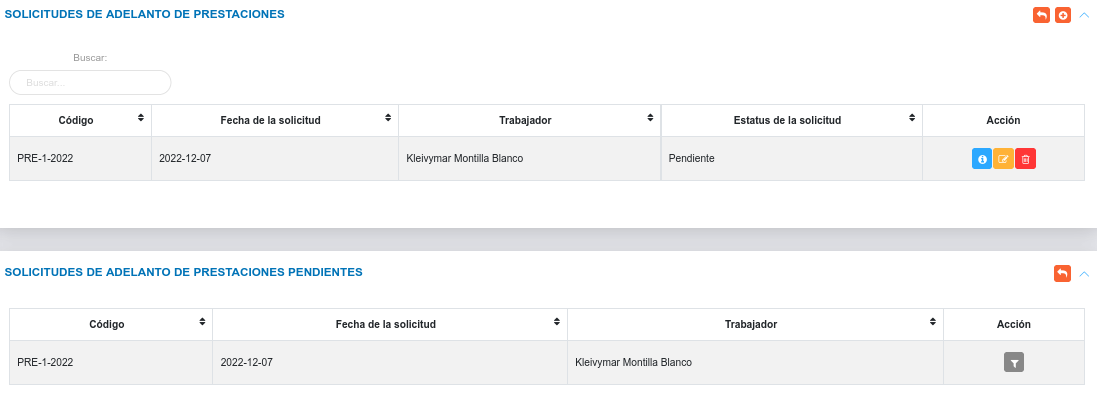 SOLICITUDES DE ADELANTO DE PRESTACIONES
Buscar:
Buscar...
Código Fecha de la solicitud Trabajador Estatus de la solicitud Acción
PRE-1-2022 2022-12-07 Kleivymar Montilla Blanco Pendiente
SOLICITUDES DE ADELANTO DE PRESTACIONES PENDIENTES
Código Fecha de la solicitud Trabajador Acción
PRE-1-2022 2022-12-07 Kleivymar Montilla Blanco